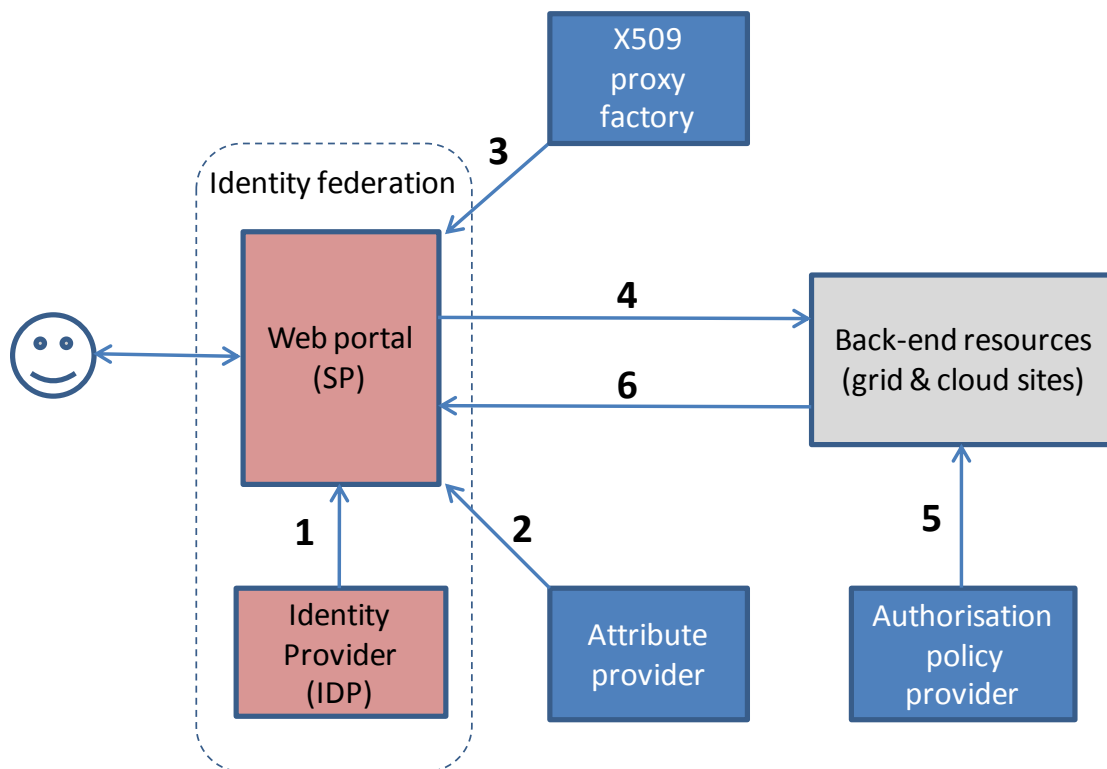 X509
proxy
factory
3
Identity federation
Web portal
(SP)
4
6
Back-end resources
(grid & cloud sites)
1
2
5
Identity
Provider
(IDP)
Attribute
provider
Authorisation
policy
provider